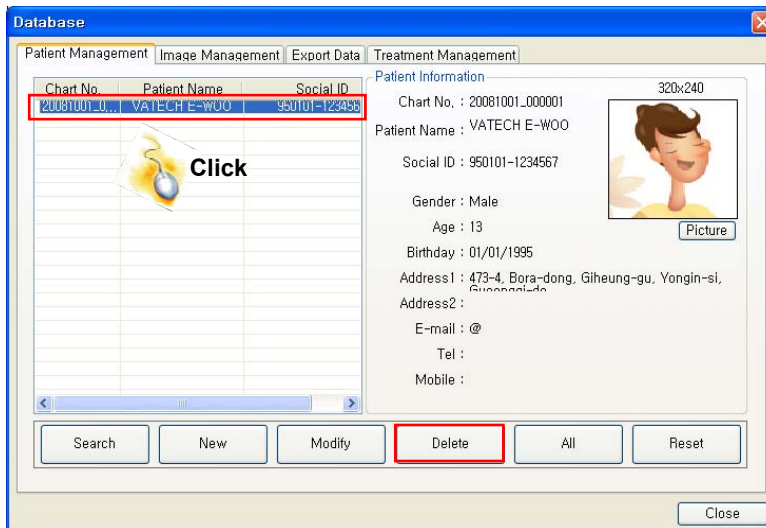 Database
Patient Management Image Management Export Data Treatment Management
Chart No. Patient Name Social ID
20081001_0... VATECH E-WOO 950101-123456
Click
Patient Information
320x240
Chart No. : 20081001_000001
Patient Name : VATECH E-WOO
Social ID : 950101-1234567
Gender : Male
Age : 13
Picture
Birthday : 01/01/1995
Address1 : 473-4, Bora-dong, Giheung-gu, Yongin-si,
Address2 :
E-mail : @
Tel :
Mobile :
Search New Modify Delete All Reset
Close